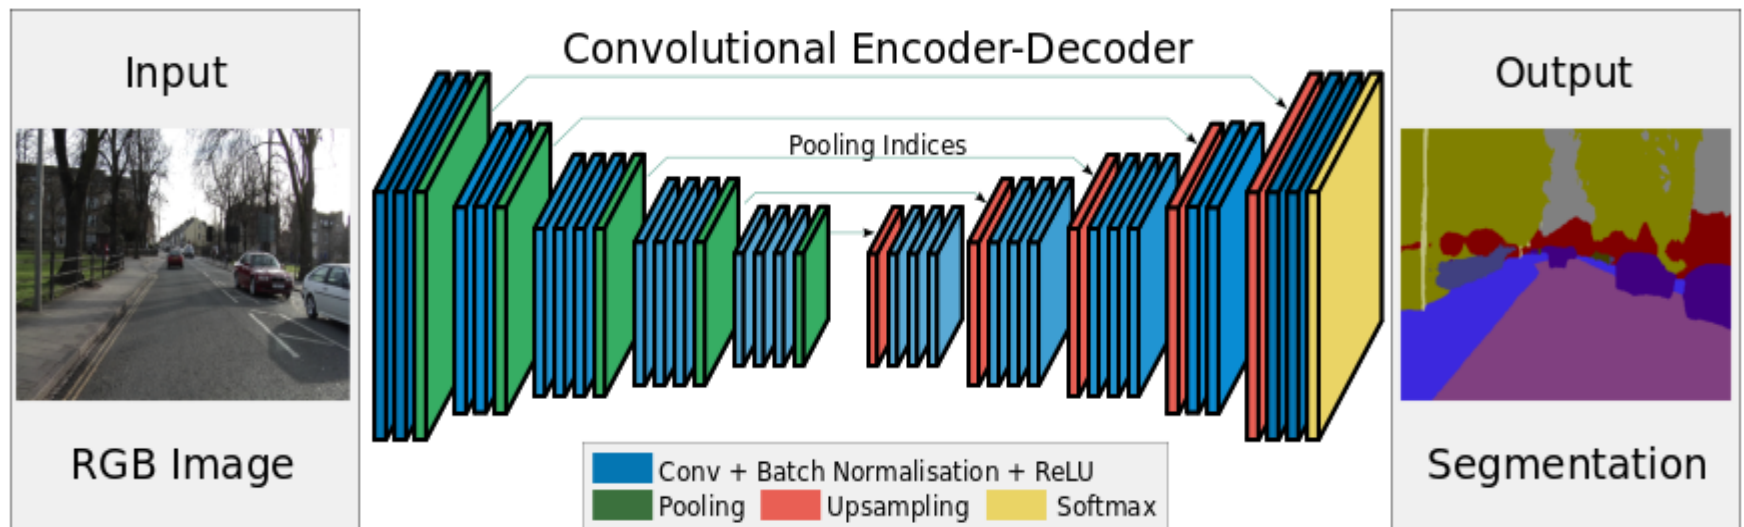 Input
RGB Image
Convolutional Encoder-Decoder
Pooling Indices
Conv + Batch Normalisation + ReLU
Pooling Upsampling Softmax
Output
Segmentation